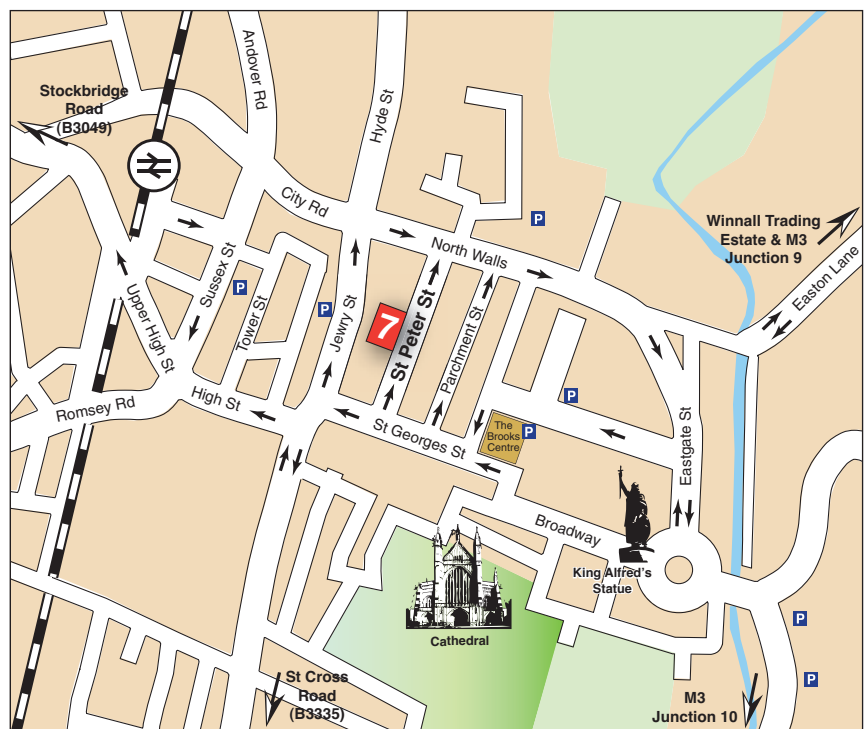 Stockbridge
Road
(B3049)
Andover Rd
Hyde St
City Rd
North Walls
Winnall Trading
Estate & M3
Junction 9
Easton Lane
Sussex St
Upper High St
Tower St
Jewry St
7
St Peter St
Parchment St
Romsey Rd
High St
St Georges St
The
Brooks
Centre
Eastgate St
Broadway
King Alfred's
Statue
Cathedral
St Cross
Road
(B3335)
M3
Junction 10
P
P
P
P
P
P
P